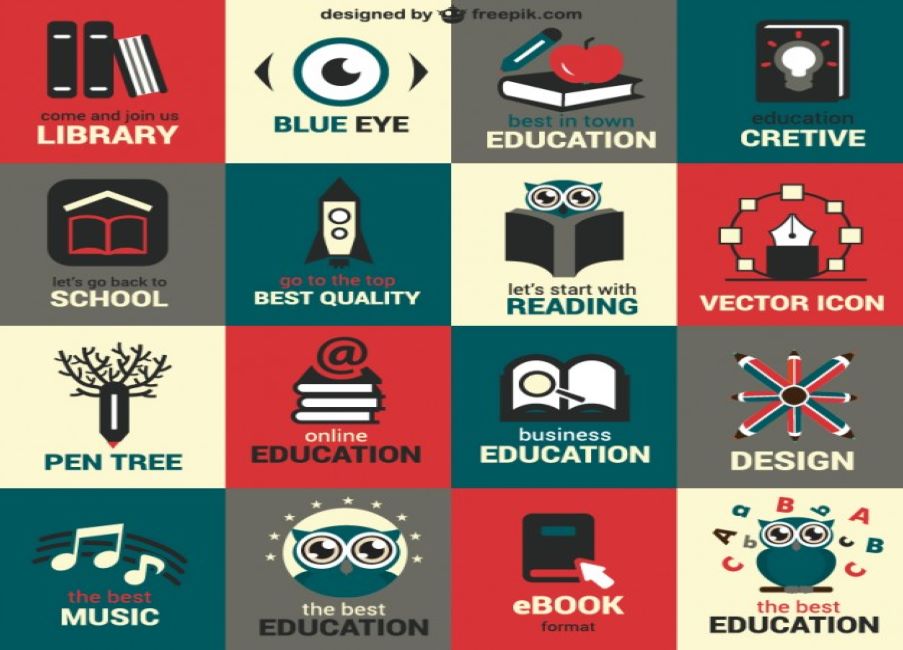 designed by freepik.com
come and join us
LIBRARY
BLUE EYE
best in town
EDUCATION
education
CRETIVE
let's go back to
SCHOOL
go to the top
BEST QUALITY
let's start with
READING
VECTOR ICON
PEN TREE
@
online
EDUCATION
business
EDUCATION
DESIGN
the best
MUSIC
the best
EDUCATION
eBOOK
format
C A b a B b A c B C
the best
EDUCATION